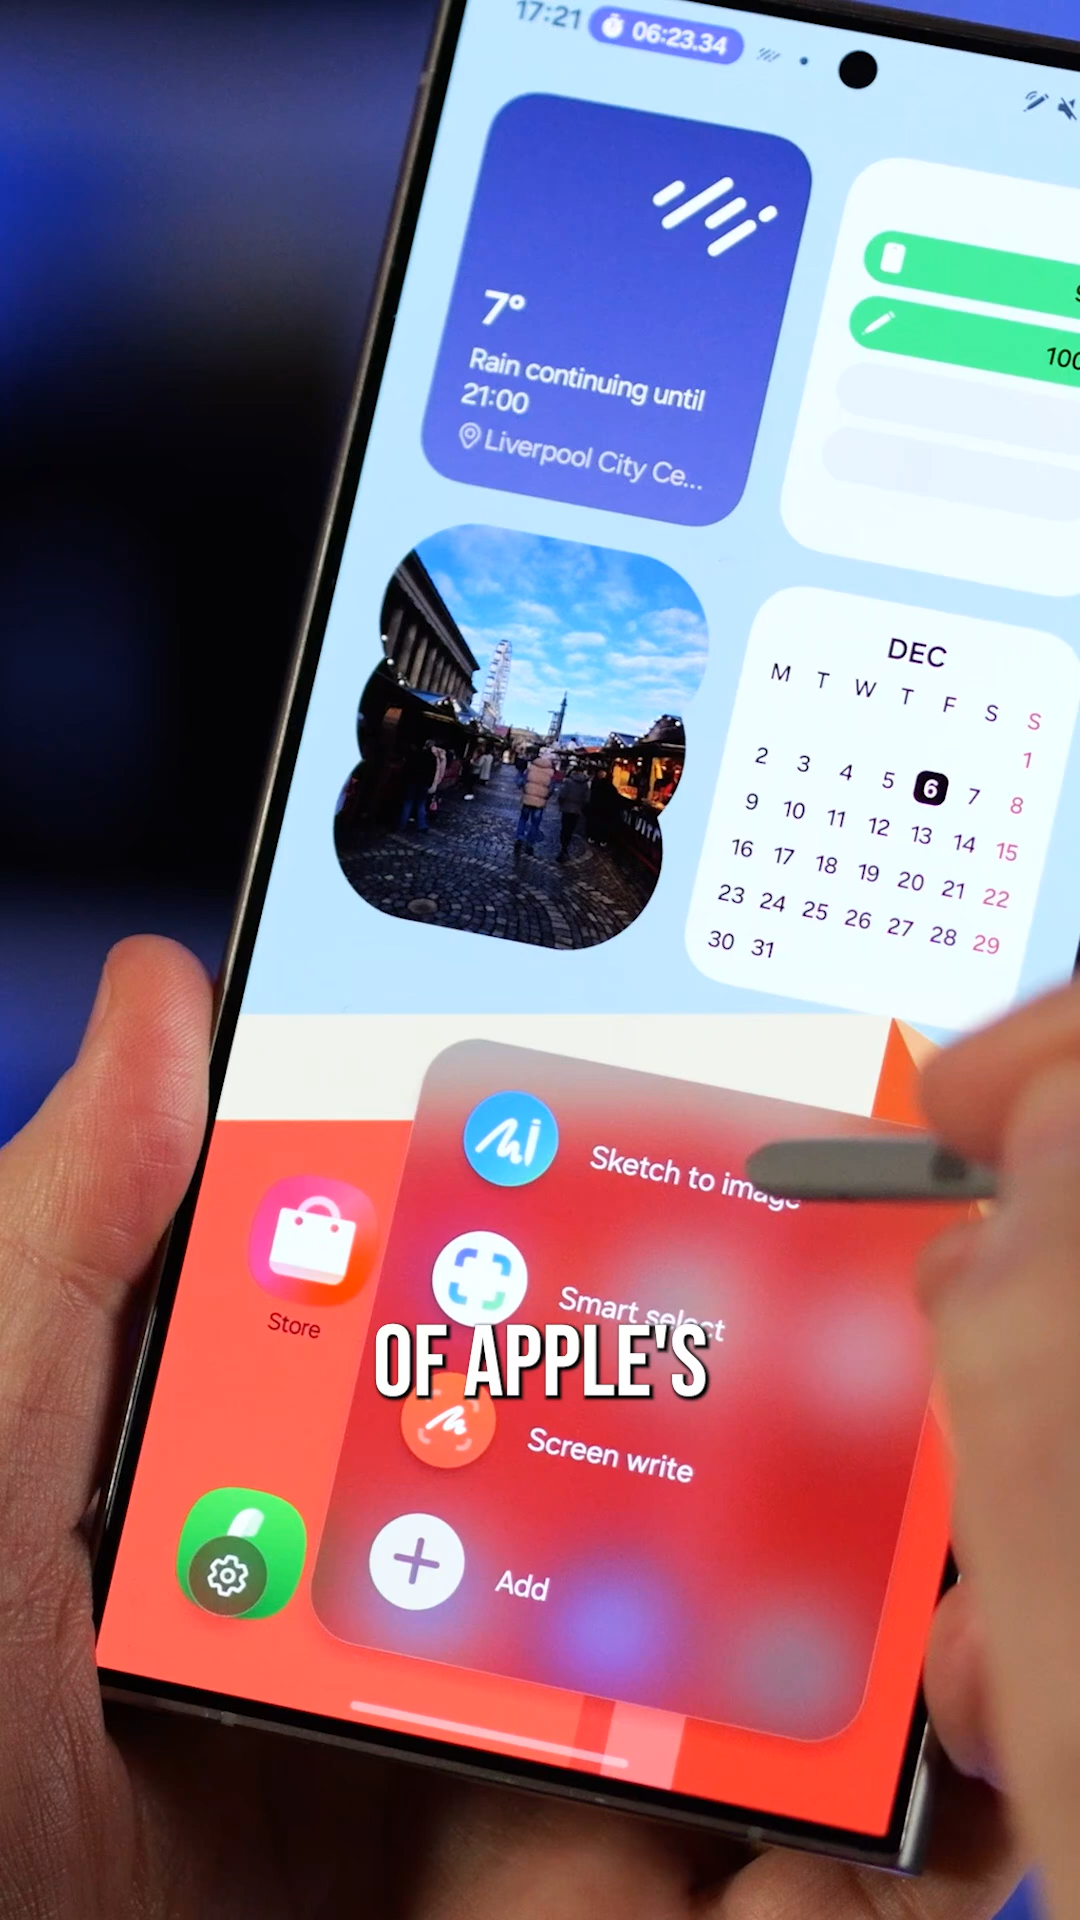 17:21 06:23.34
7°
Rain continuing until
21:00
Liverpool City Ce...
100
DEC
M T W T F S S
1
2 3 4 5 6 7 8
9 10 11 12 13 14 15
16 17 18 19 20 21 22
23 24 25 26 27 28 29
30 31
Sketch to image
Smart select
Store
OF APPLE'S
Screen write
Add